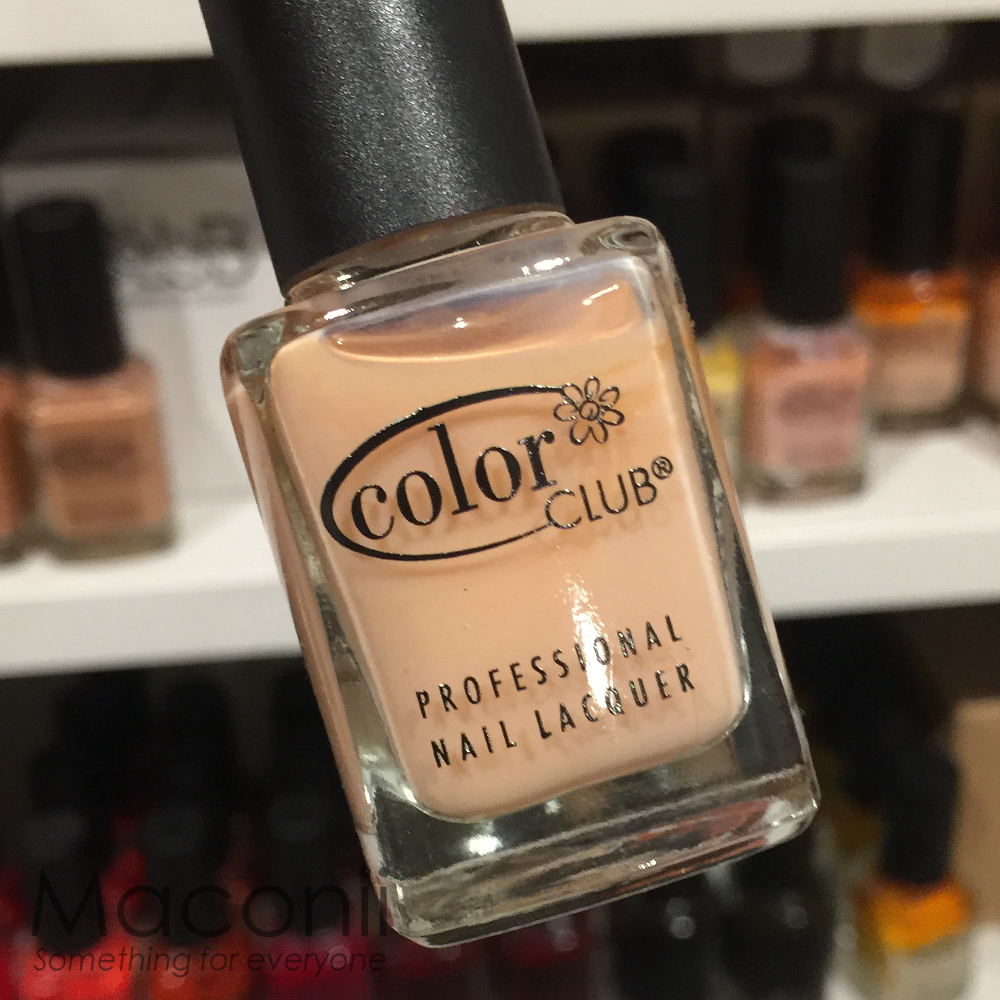 color
CLUB®
PROFESSIONAL
NAIL LACQUER
Maconii
Something for everyone